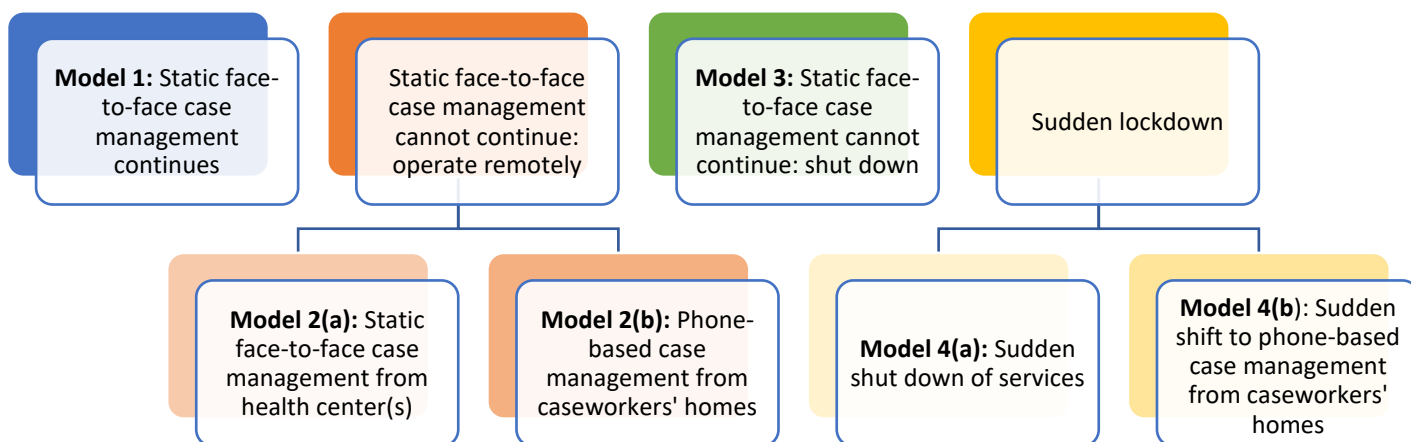 Model 1: Static face-
to-face case
management
continues
Static face-to-face
case management
cannot continue:
operate remotely
Model 3: Static face-
to-face case
management cannot
continue: shut down
Sudden lockdown
Model 2(a): Static
face-to-face case
management from
health center(s)
Model 2(b): Phone-
based case
management from
caseworkers' homes
Model 4(a): Sudden
shut down of services
Model 4(b): Sudden
shift to phone-based
case management
from caseworkers'
homes